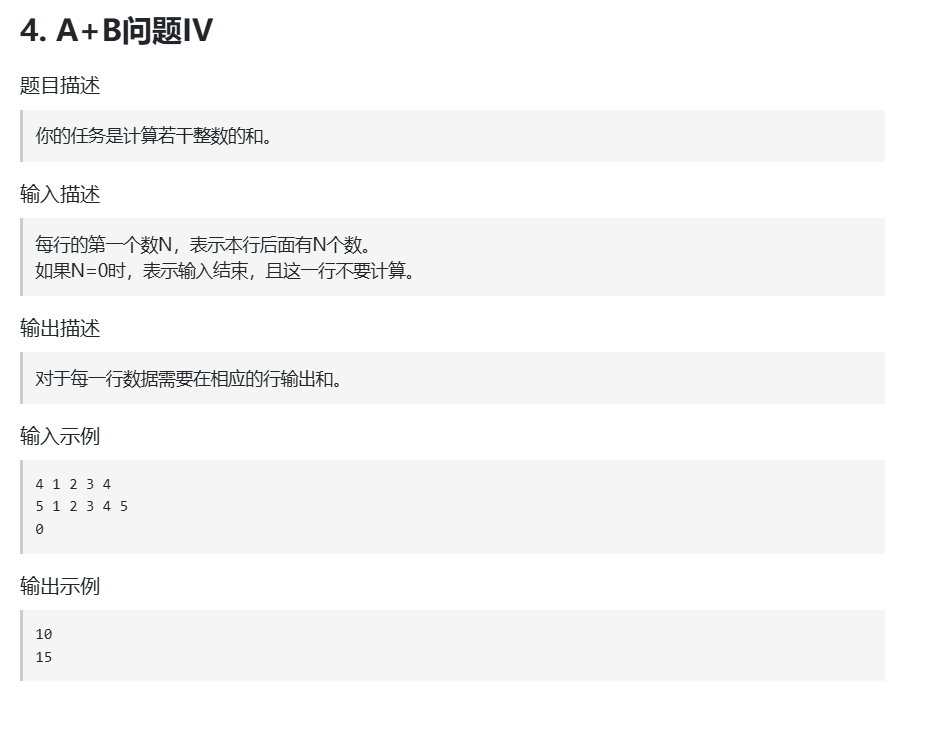 4. A+B问题IV
题目描述
你的任务是计算若干整数的和。
输入描述
每行的第一个数N，表示本行后面有N个数。
如果N=0时，表示输入结束，且这一行不要计算。
输出描述
对于每一行数据需要在相应的行输出和。
输入示例
4 1 2 3 4
5 1 2 3 4 5
0
输出示例
10
15